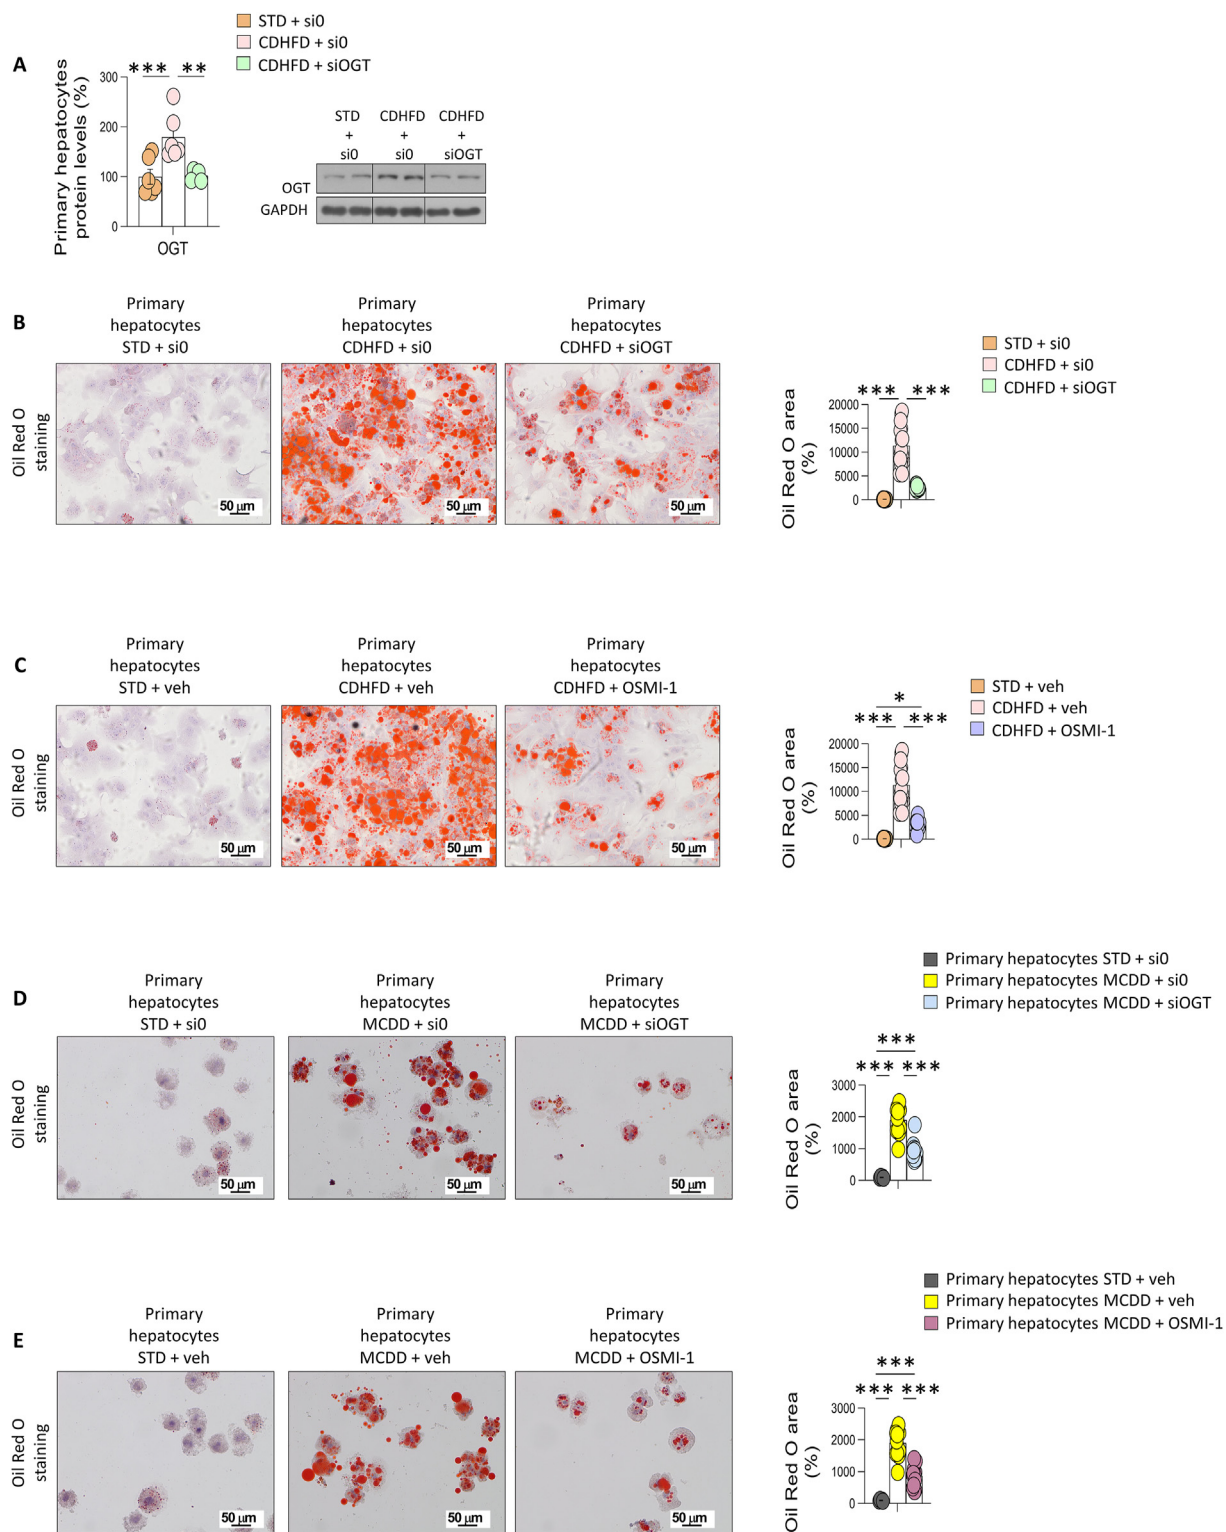 STD + si0
CDHFD + si0
CDHFD + siOGT
A
*** **
Primary hepatocytes
protein levels (%)
300
200
100
0
OGT
STD CDHFD CDHFD
+ + +
si0 si0 siOGT
OGT
GAPDH
B
Primary
hepatocytes
STD + si0
Primary
hepatocytes
CDHFD + si0
Primary
hepatocytes
CDHFD + siOGT
Oil Red O
staining
50 μm
50 μm
50 μm
STD + si0
CDHFD + si0
CDHFD + siOGT
*** ***
Oil Red O area
(%)
20000
15000
10000
5000
0
C
Primary
hepatocytes
STD + veh
Primary
hepatocytes
CDHFD + veh
Primary
hepatocytes
CDHFD + OSMI-1
Oil Red O
staining
50 μm
50 μm
50 μm
STD + veh
CDHFD + veh
CDHFD + OSMI-1
*
*** ***
Oil Red O area
(%)
20000
15000
10000
5000
0
D
Primary
hepatocytes
STD + si0
Primary
hepatocytes
MCDD + si0
Primary
hepatocytes
MCDD + siOGT
Oil Red O
staining
50 μm
50 μm
50 μm
Primary hepatocytes STD + si0
Primary hepatocytes MCDD + si0
Primary hepatocytes MCDD + siOGT
***
*** ***
Oil Red O area
(%)
3000
2000
1000
0
E
Primary
hepatocytes
STD + veh
Primary
hepatocytes
MCDD + veh
Primary
hepatocytes
MCDD + OSMI-1
Oil Red O
staining
50 μm
50 μm
50 μm
Primary hepatocytes STD + veh
Primary hepatocytes MCDD + veh
Primary hepatocytes MCDD + OSMI-1
***
*** ***
Oil Red O area
(%)
3000
2000
1000
0